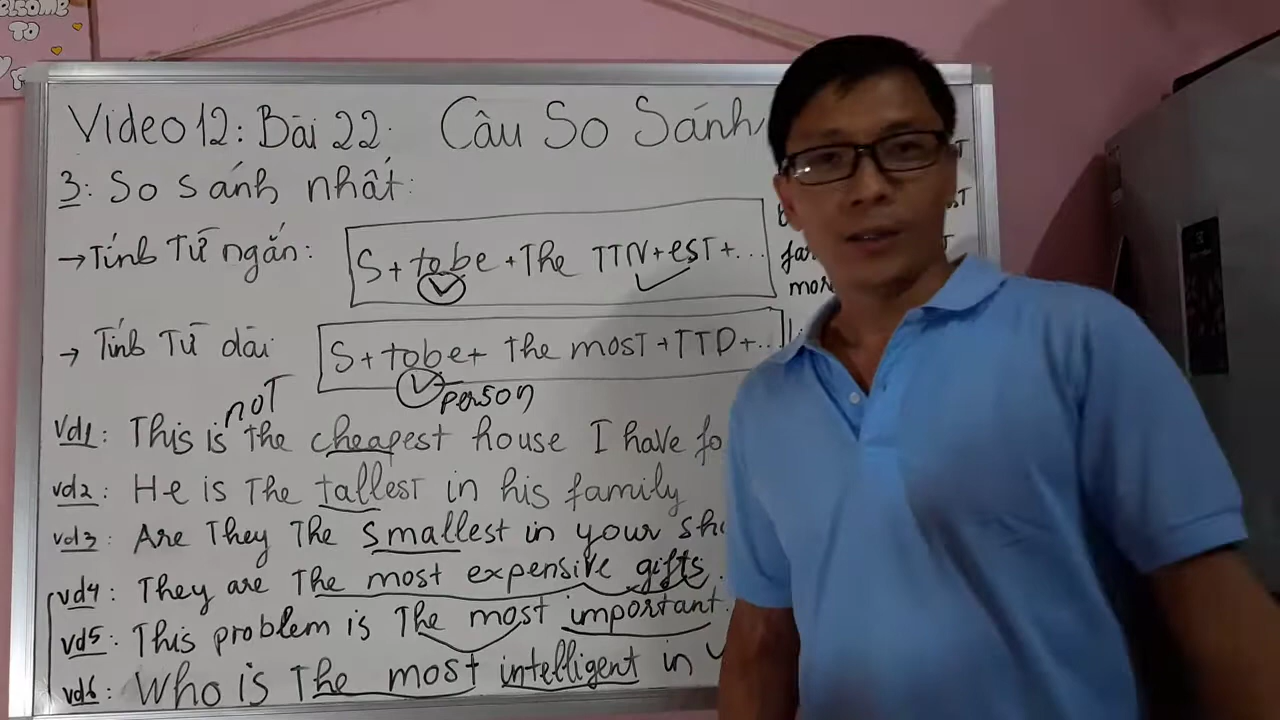 WELCOME
TO
Video 12: Bài 22: Câu So Sánh
3: So sánh nhất:
→ Tính Từ ngắn: S + tobe + The TTN + est + ...
→ Tính Từ dài S + tobe + The most + TTD + ...
not person
Vd1: This is the cheapest house I have
vd2: He is The tallest in his family
vd3: Are They The smallest in your
vd4: They are The most expensive gifts.
vd5: This problem is The most important.
vd6: Who is The most intelligent in